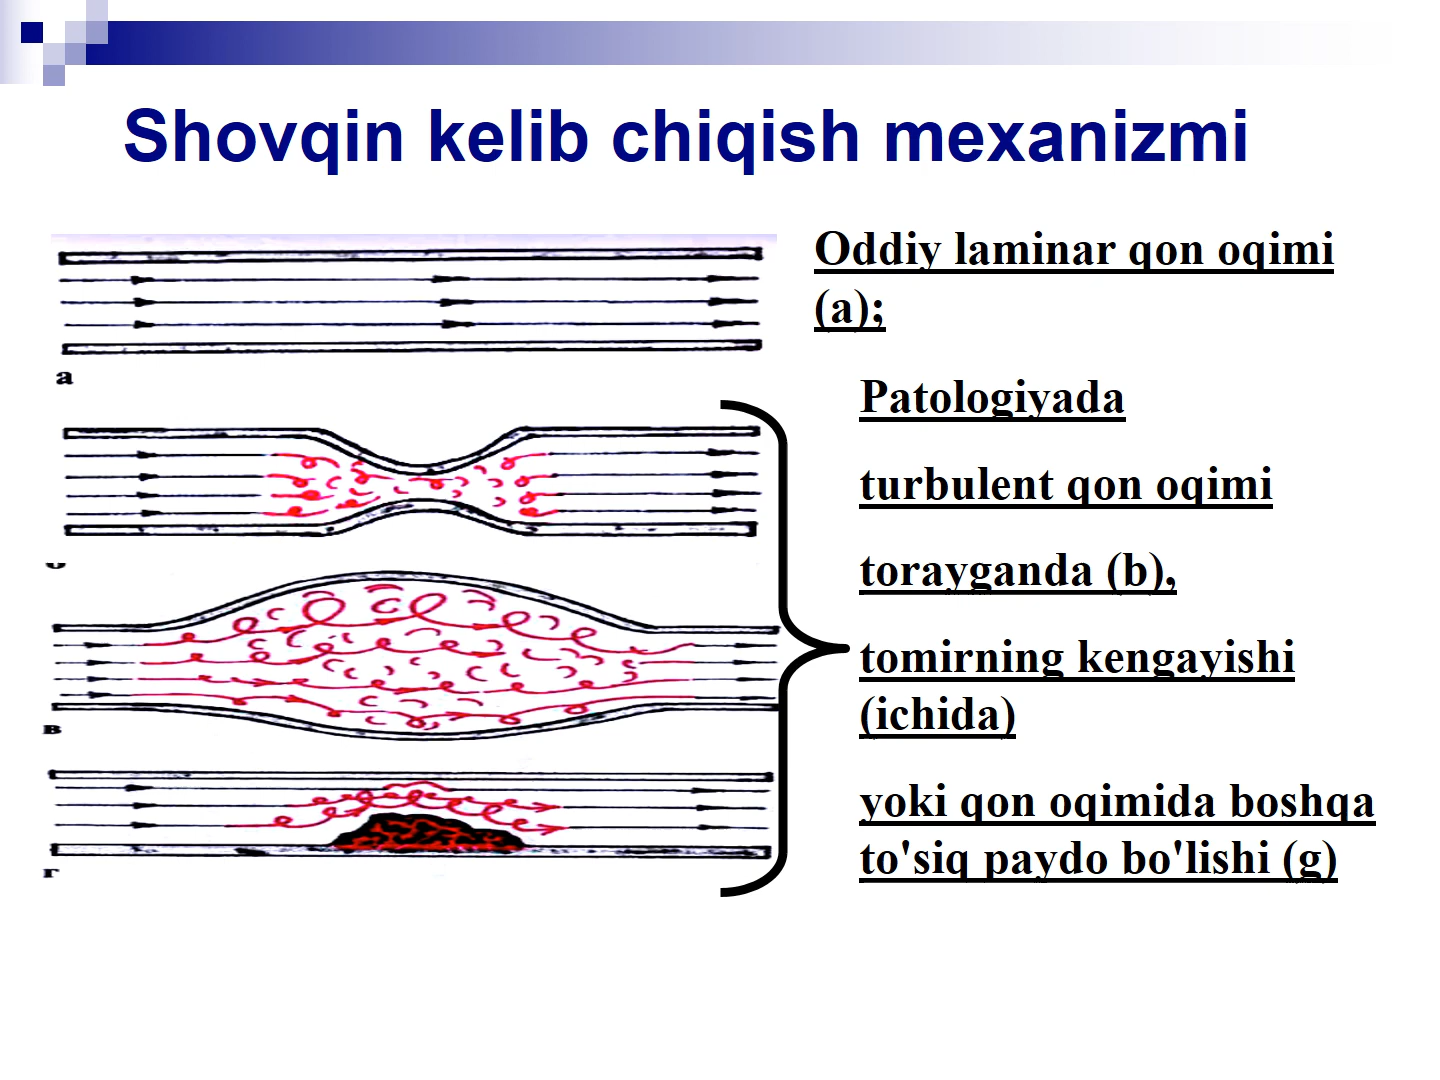 Shovqin kelib chiqish mexanizmi
Oddiy laminar qon oqimi
(a);
а
Patologiyada
turbulent qon oqimi
torayganda (b),
tomirning kengayishi
(ichida)
в
yoki qon oqimida boshqa
to'siq paydo bo'lishi (g)
г